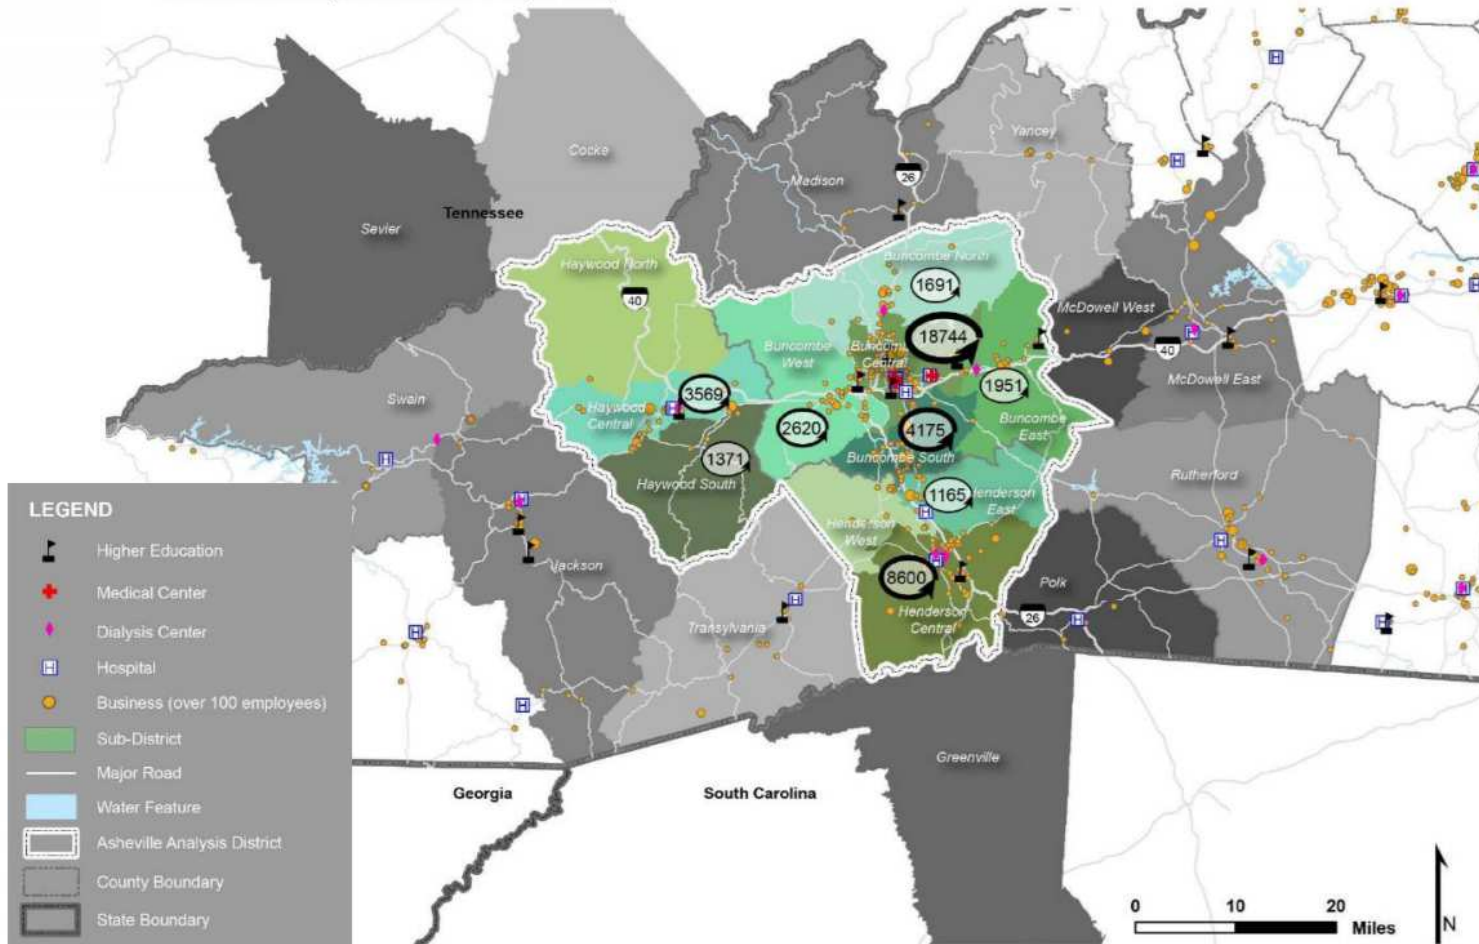 Yancey
Cocke
26
Madison
Tennessee
Sevier
Buncombe North
Haywood North
1691
40
McDowell West
18744
Buncombe West
Buncombe Central
40
1951
McDowell East
Swain
3569
Haywood Central
2620
4175
Buncombe East
Buncombe South
1371
Rutherford
Haywood South
1165
Henderson East
Henderson West
Jackson
8600
Polk
Henderson Central
26
Transylvania
Greenville
Georgia
South Carolina
LEGEND
Higher Education
Medical Center
Dialysis Center
H Hospital
Business (over 100 employees)
Sub-District
Major Road
Water Feature
Asheville Analysis District
County Boundary
State Boundary
0 10 20
Miles
N